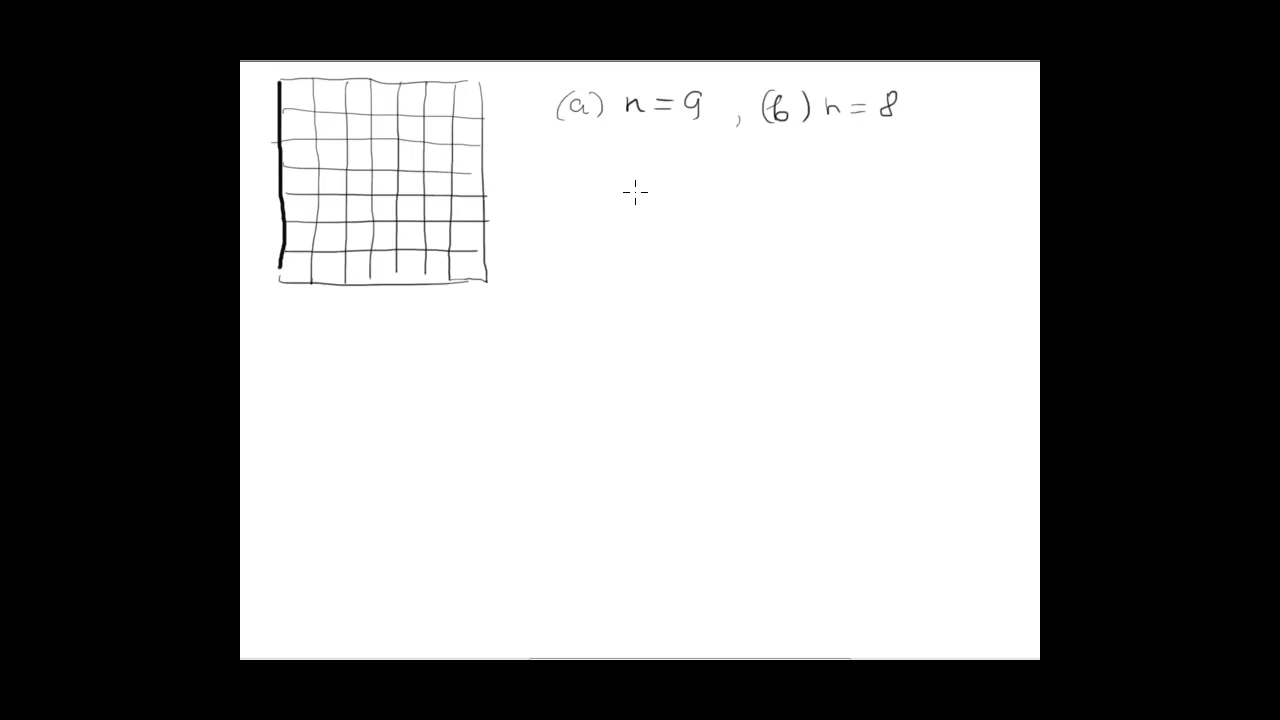 (a) n = 9 , (b) n = 8